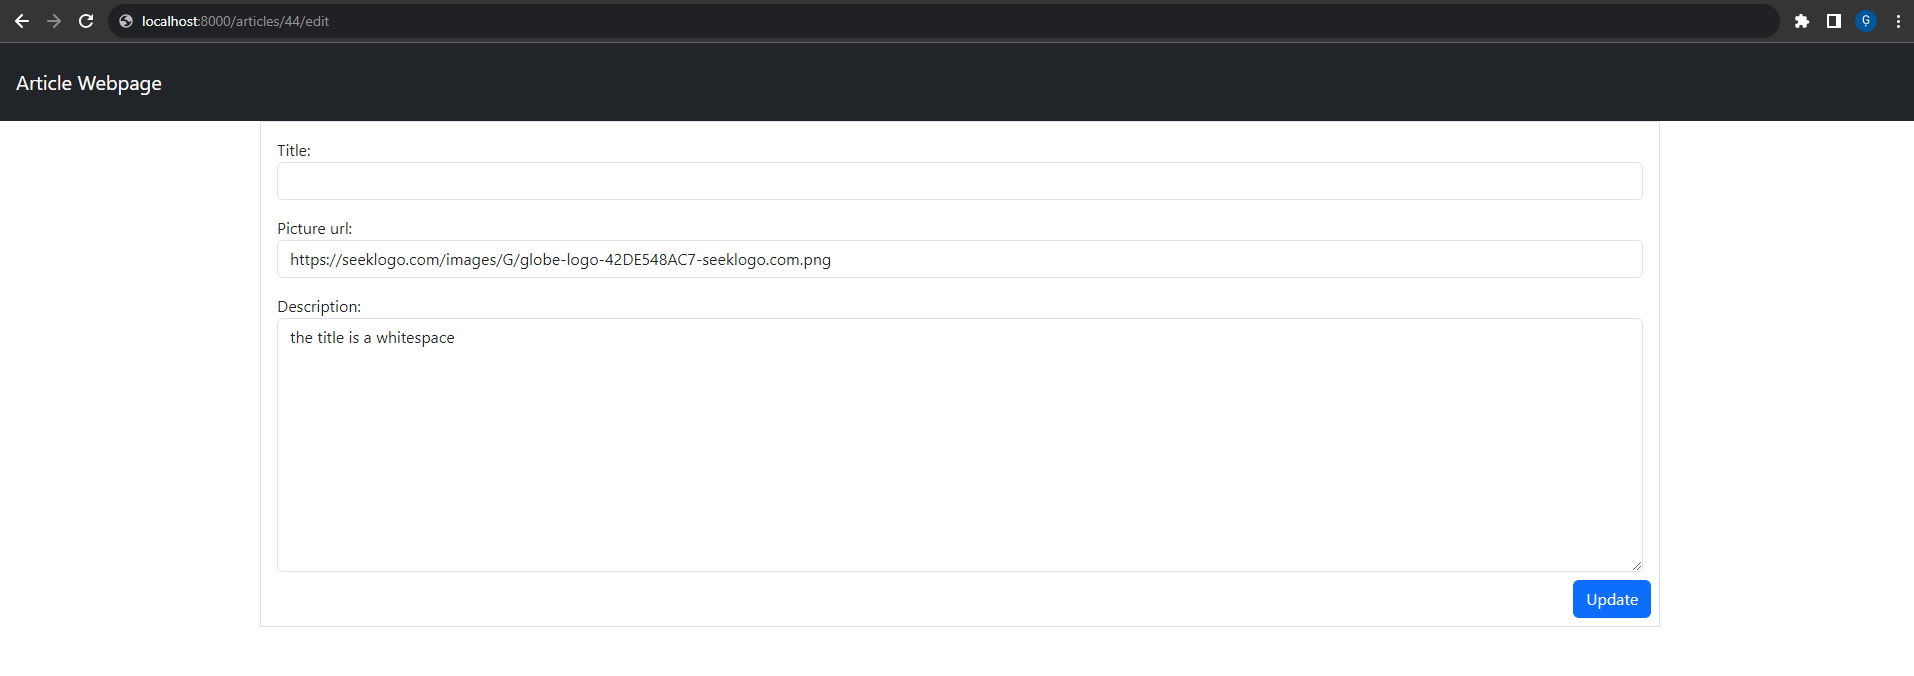 localhost:8000/articles/44/edit
Ģ
Article Webpage
Title:
Picture url:
https://seeklogo.com/images/G/globe-logo-42DE548AC7-seeklogo.com.png
Description:
the title is a whitespace
Update